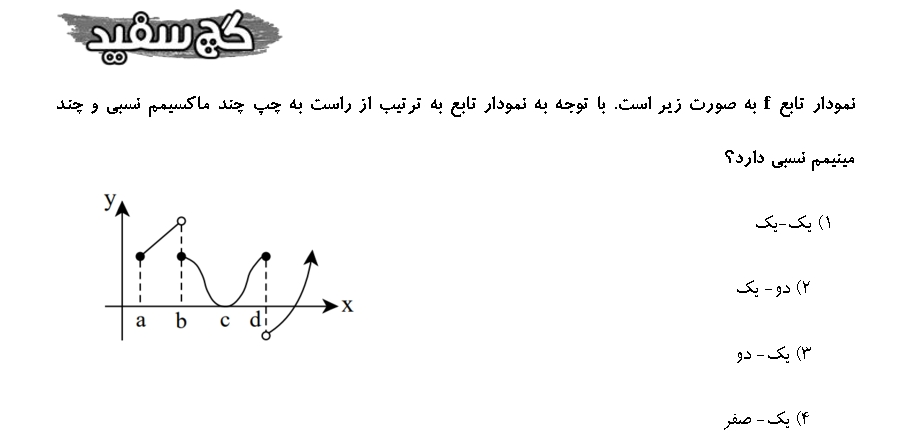 گچ سفید
نمودار تابع f به صورت زیر است. با توجه به نمودار تابع به ترتیب از راست به چپ چند ماکسیمم نسبی و چند
مینیمم نسبی دارد؟
۱) یک-یک
۲) دو- یک
۳) یک- دو
۴) یک- صفر
y
a b c d x